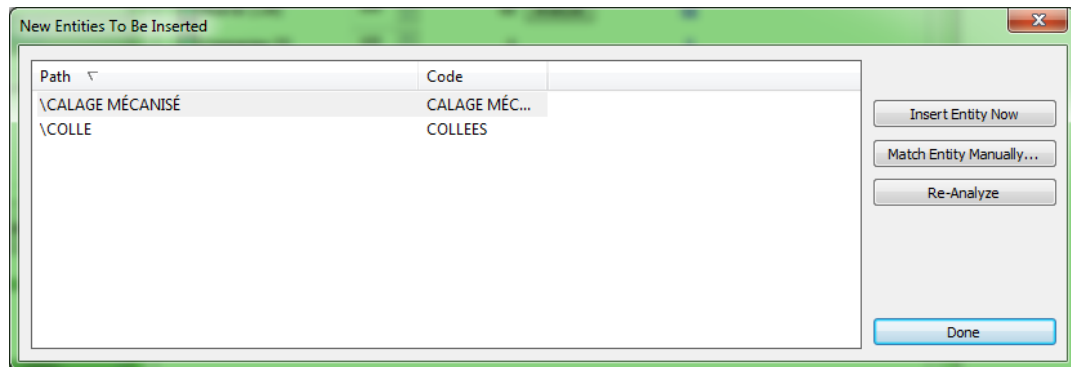 New Entities To Be Inserted
Path Code
\CALAGE MÉCANISÉ CALAGE MÉC...
\COLLE COLLEES
Insert Entity Now
Match Entity Manually...
Re-Analyze
Done